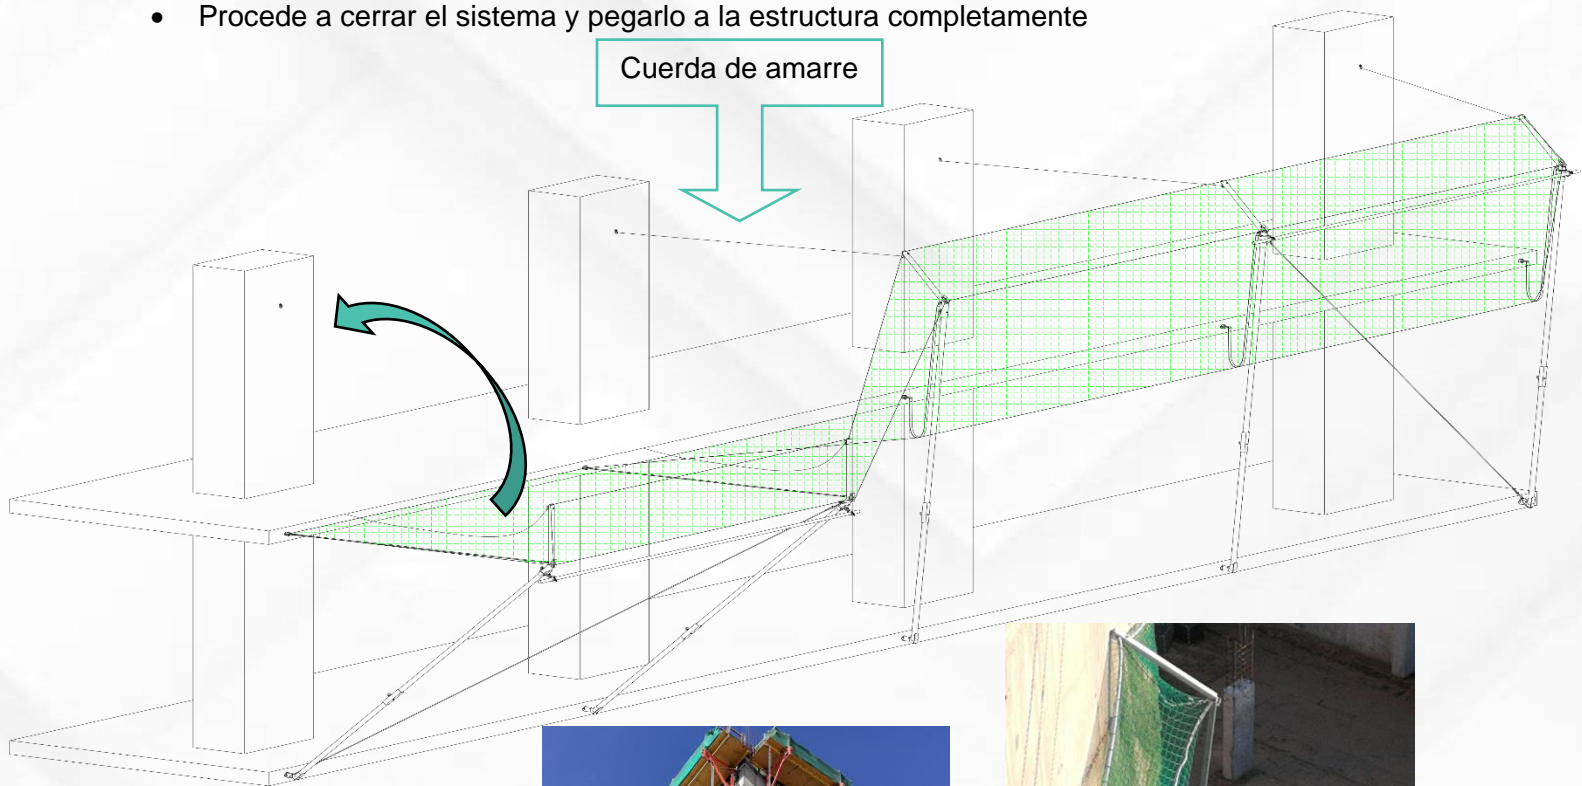 • Procede a cerrar el sistema y pegarlo a la estructura completamente
Cuerda de amarre